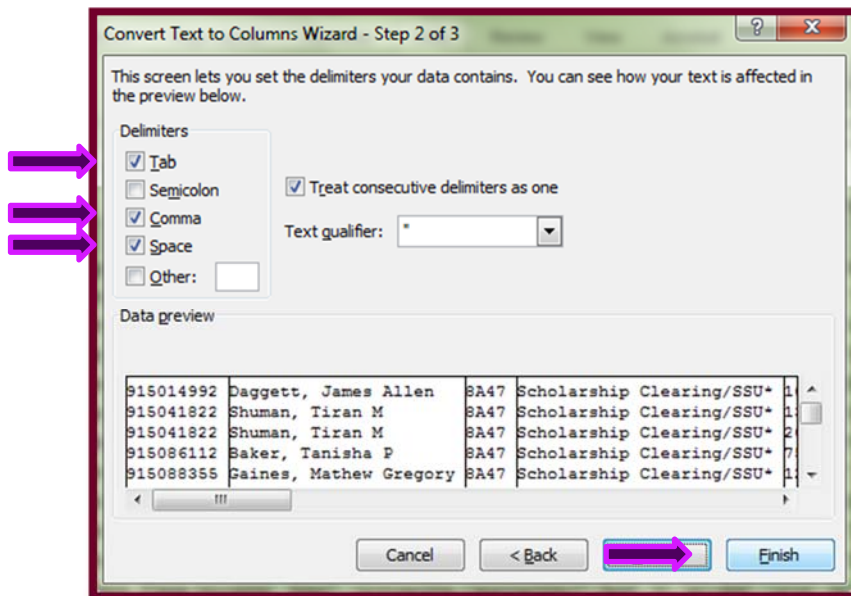 Convert Text to Columns Wizard - Step 2 of 3
This screen lets you set the delimiters your data contains. You can see how your text is affected in
the preview below.
Delimiters
Tab
Semicolon
Treat consecutive delimiters as one
Comma
Text qualifier: "
Space
Other:
Data preview
915014992 Daggett, James Allen 8A47 Scholarship Clearing/SSU*
915041822 Shuman, Tiran M 8A47 Scholarship Clearing/SSU*
915041822 Shuman, Tiran M 8A47 Scholarship Clearing/SSU*
915086112 Baker, Tanisha P 8A47 Scholarship Clearing/SSU*
915088355 Gaines, Mathew Gregory 8A47 Scholarship Clearing/SSU*
Cancel < Back Finish